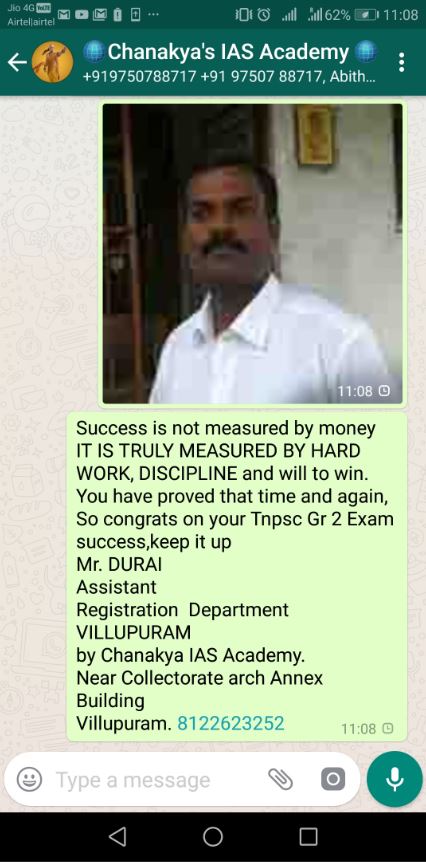 Jio 4G VoLTE
Airtel|airtel
62%
11:08
Chanakya's IAS Academy
+919750788717 +91 97507 88717, Abith...
11:08
Success is not measured by money
IT IS TRULY MEASURED BY HARD
WORK, DISCIPLINE and will to win.
You have proved that time and again,
So congrats on your Tnpsc Gr 2 Exam
success,keep it up
Mr. DURAI
Assistant
Registration Department
VILLUPURAM
by Chanakya IAS Academy.
Near Collectorate arch Annex
Building
Villupuram. 8122623252
11:08
Type a message